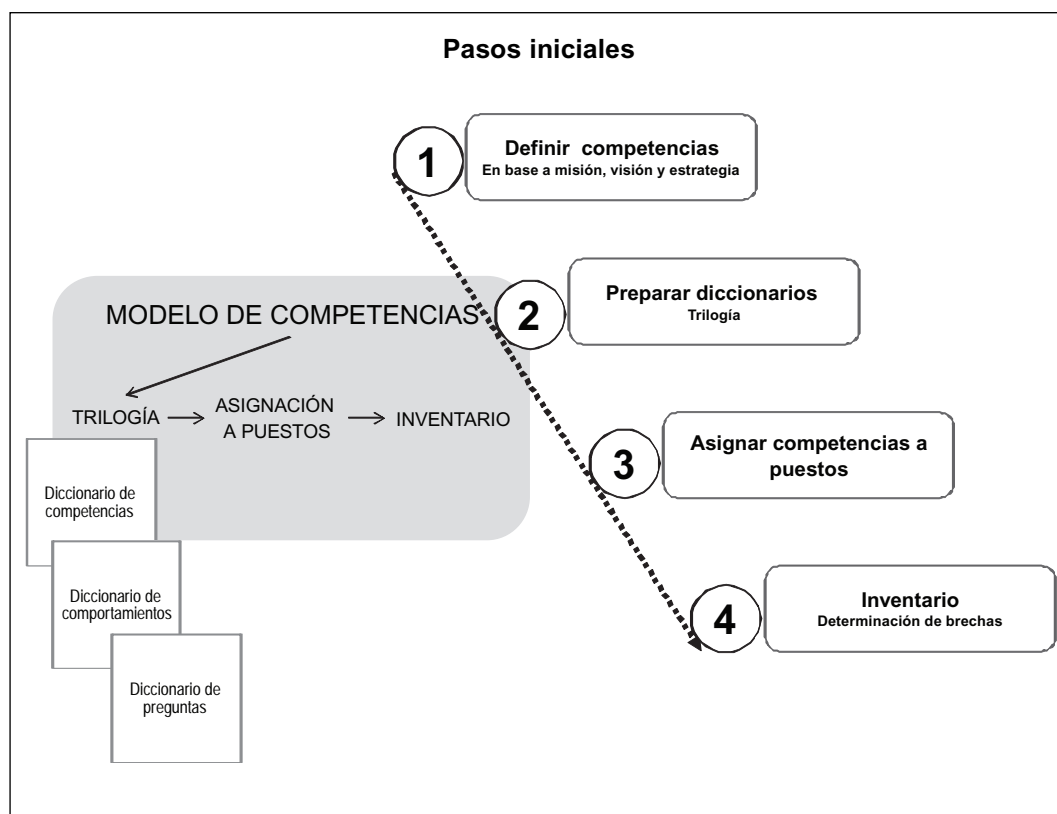 Pasos iniciales
1
Definir competencias
En base a misión, visión y estrategia
2
Preparar diccionarios
Trilogía
MODELO DE COMPETENCIAS
TRILOGÍA
ASIGNACIÓN
A PUESTOS
INVENTARIO
3
Asignar competencias a
puestos
Diccionario de
competencias
Diccionario de
comportamientos
4
Inventario
Determinación de brechas
Diccionario de
preguntas